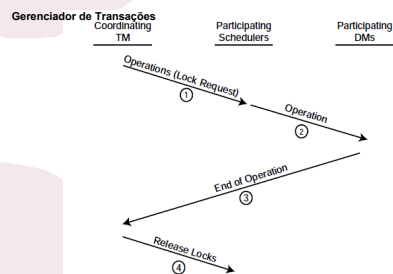 Gerenciador de Transações
Coordinating Participating Participating
TM Schedulers DMs
Operations (Lock Request)
1
Operation
2
End of Operation
3
Release Locks
4